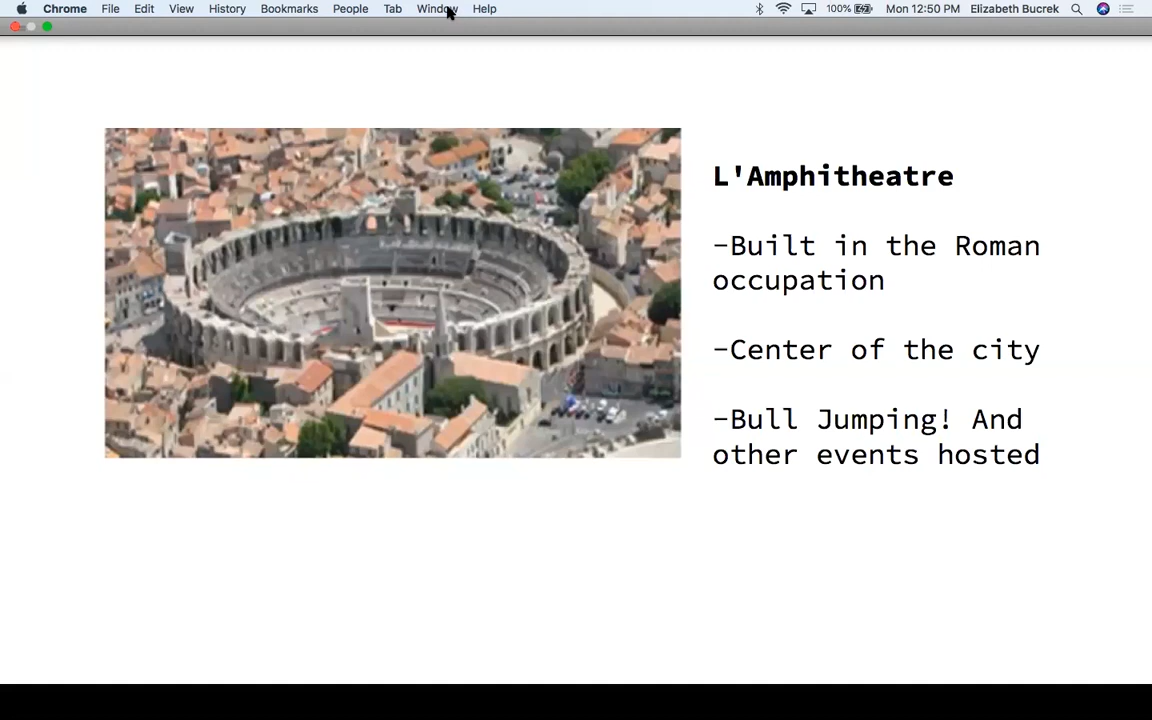 Chrome File Edit View History Bookmarks People Tab Window Help 100% Mon 12:50 PM Elizabeth Bucrek
L'Amphitheatre
-Built in the Roman
occupation
-Center of the city
-Bull Jumping! And
other events hosted